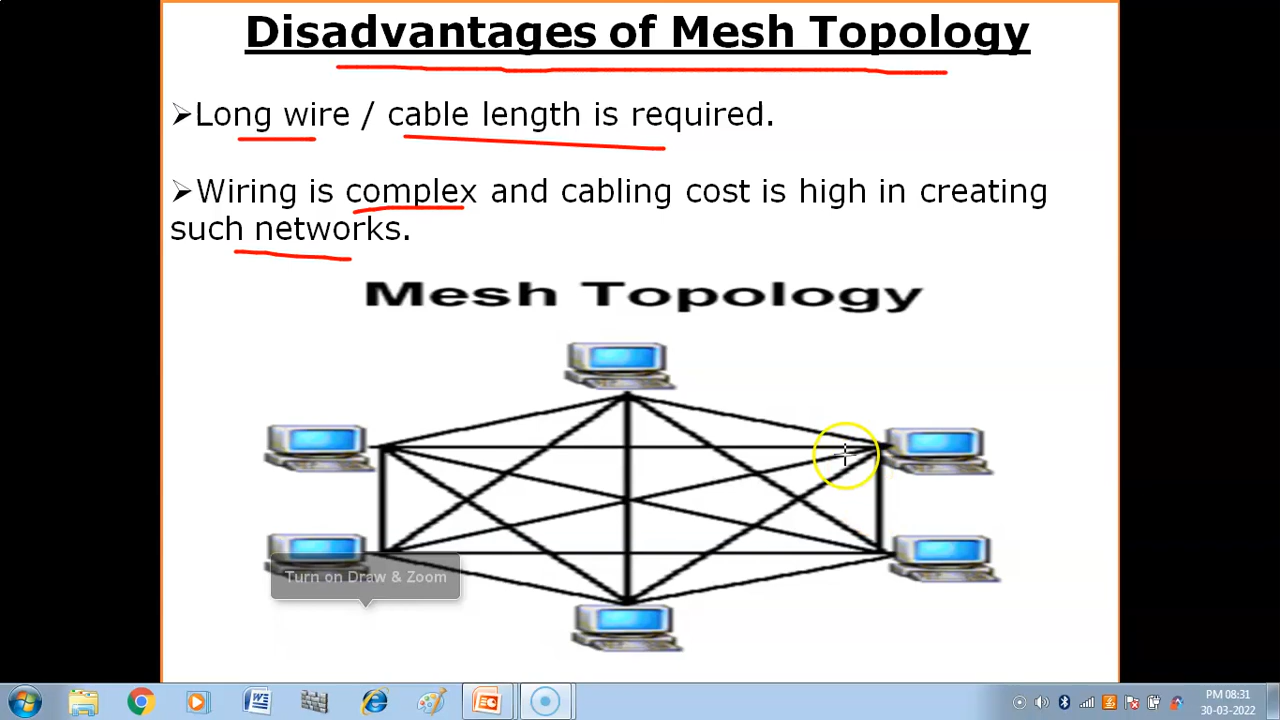 Disadvantages of Mesh Topology
➢Long wire / cable length is required.
➢Wiring is complex and cabling cost is high in creating
such networks.
Mesh Topology
Turn on Draw & Zoom
PM 08:31
30-03-2022